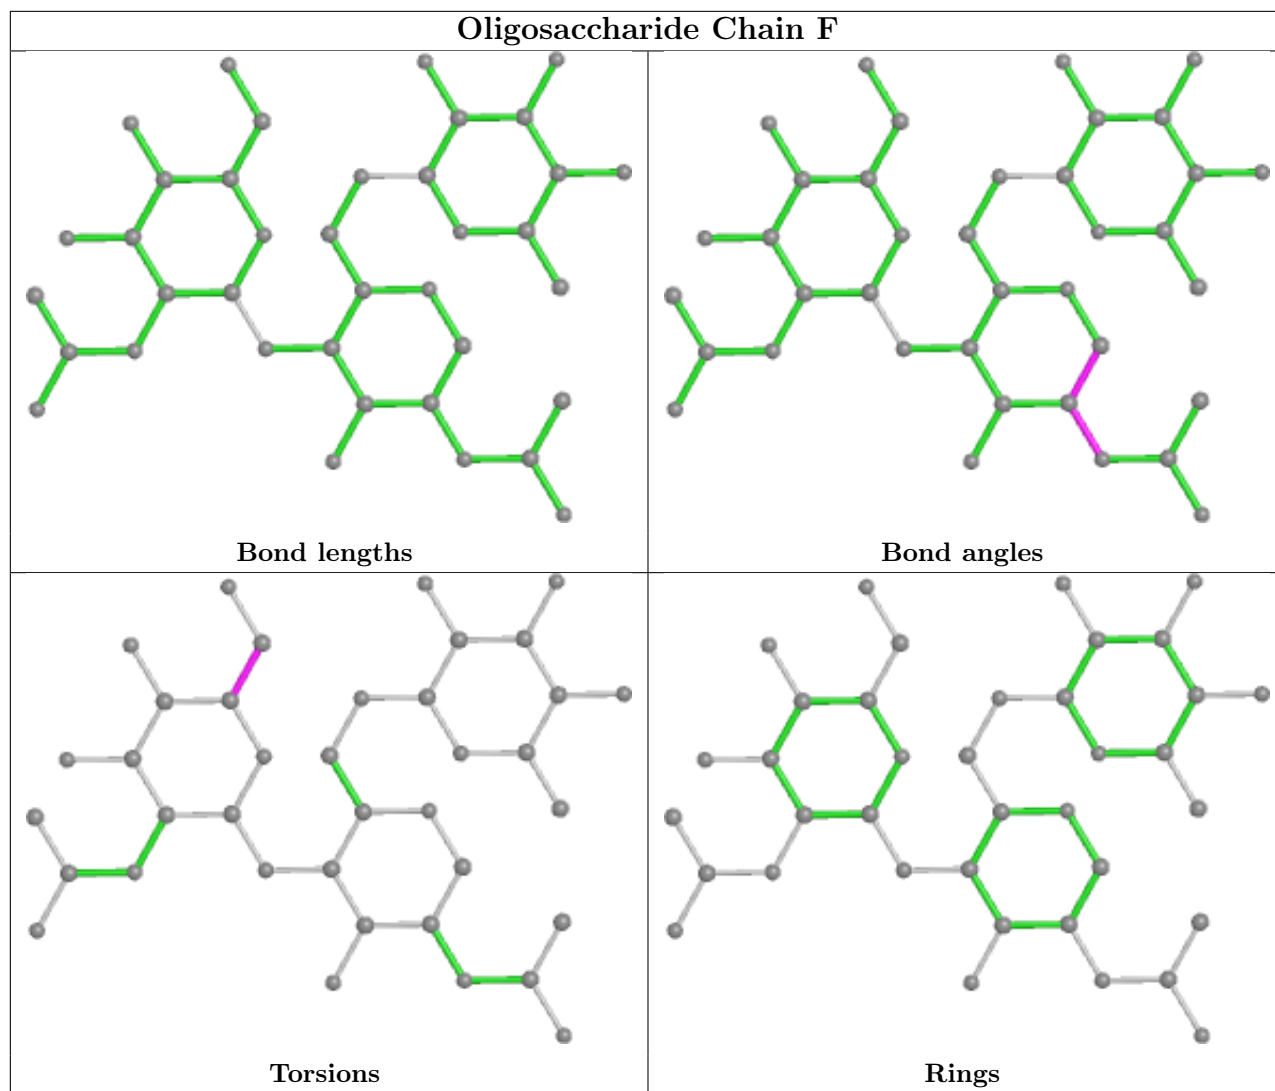 Oligosaccharide Chain F
Bond lengths
Bond angles
Torsions
Rings